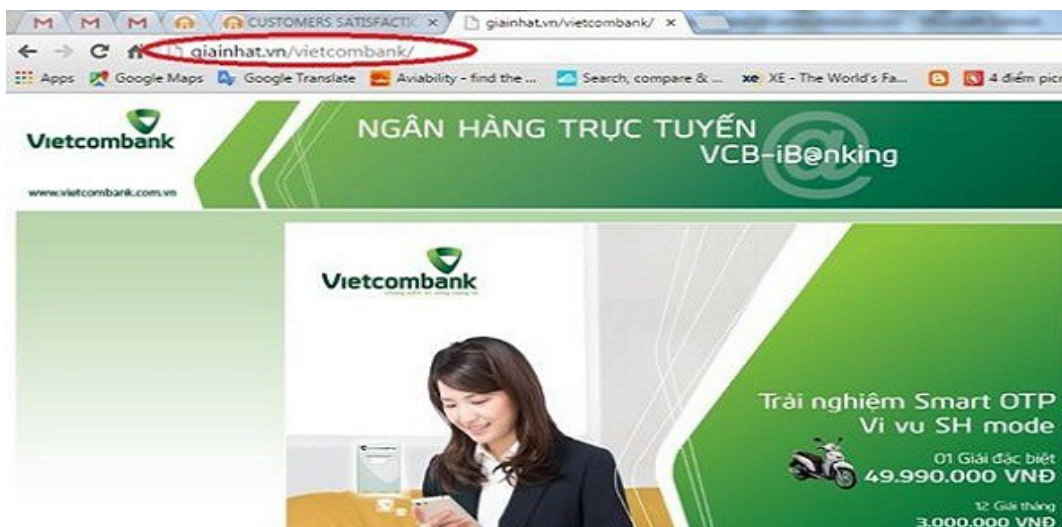 CUSTOMERS SATISFACTIC
giainhat.vn/vietcombank/
giainhat.vn/vietcombank/
Apps
Google Maps
Google Translate
Aviability - find the ...
Search, compare & ...
XE - The World's Fa...
4 điểm picn
Vietcombank
www.vietcombank.com.vn
NGÂN HÀNG TRỰC TUYẾN
VCB-iB@nking
Vietcombank
Trải nghiệm Smart OTP
Vi vu SH mode
01 Giải đặc biệt
49.990.000 VNĐ
12 Giải tháng
3.000.000 VNĐ